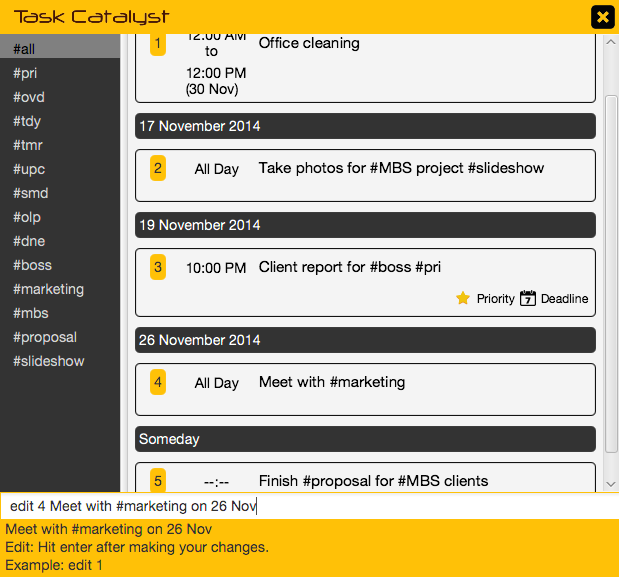 Task Catalyst
#all
#pri
#ovd
#tdy
#tmr
#upc
#smd
#olp
#dne
#boss
#marketing
#mbs
#proposal
#slideshow
1 12:00 AM Office cleaning
to
12:00 PM
(30 Nov)
17 November 2014
2 All Day Take photos for #MBS project #slideshow
19 November 2014
3 10:00 PM Client report for #boss #pri
Priority 7 Deadline
26 November 2014
4 All Day Meet with #marketing
Someday
5 --:-- Finish #proposal for #MBS clients
edit 4 Meet with #marketing on 26 Nov
Meet with #marketing on 26 Nov
Edit: Hit enter after making your changes.
Example: edit 1